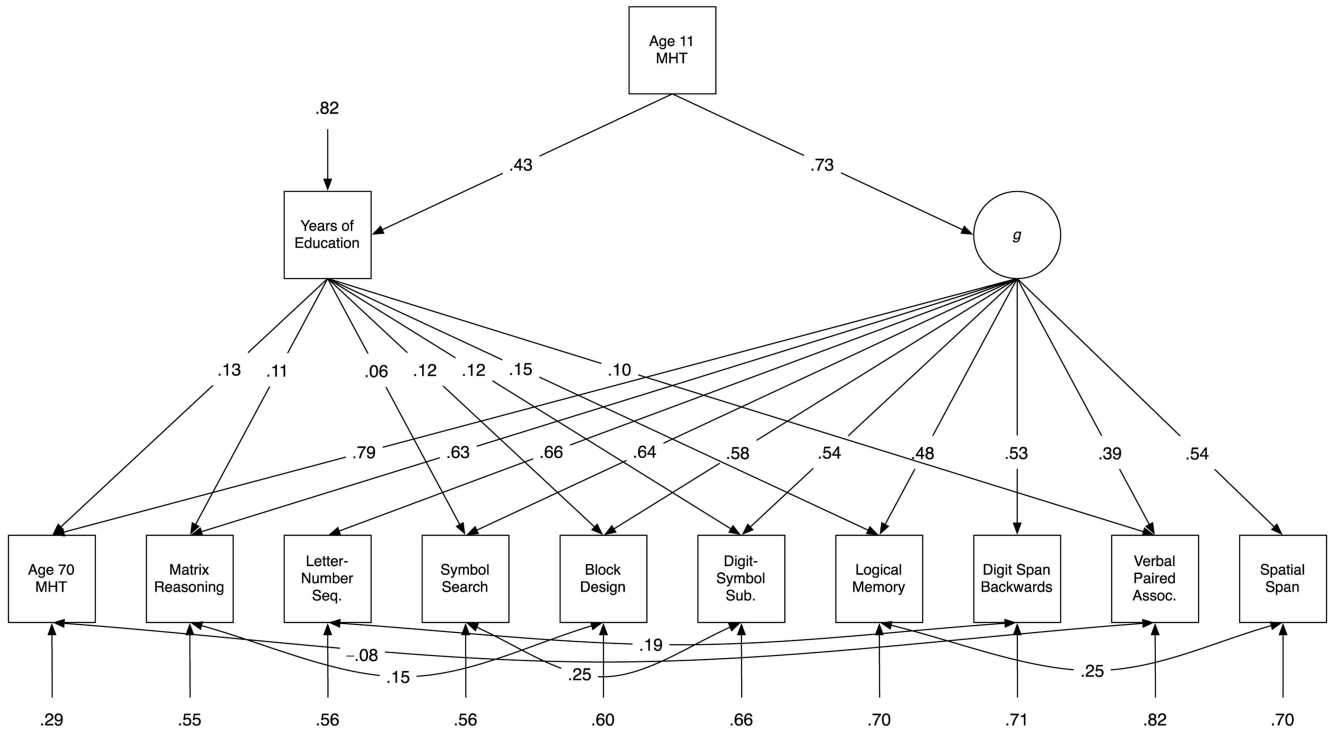 Age 11
MHT
.82
.43
.73
Years of
Education
g
.13
.11
.06
.12
.12
.15
.10
.79
.63
.66
.64
.58
.54
.48
.53
.39
.54
Age 70
MHT
Matrix
Reasoning
Letter-
Number
Seq.
Symbol
Search
Block
Design
Digit-
Symbol
Sub.
Logical
Memory
Digit Span
Backwards
Verbal
Paired
Assoc.
Spatial
Span
.19
–.08
.15
.25
.25
.29
.55
.56
.56
.60
.66
.70
.71
.82
.70